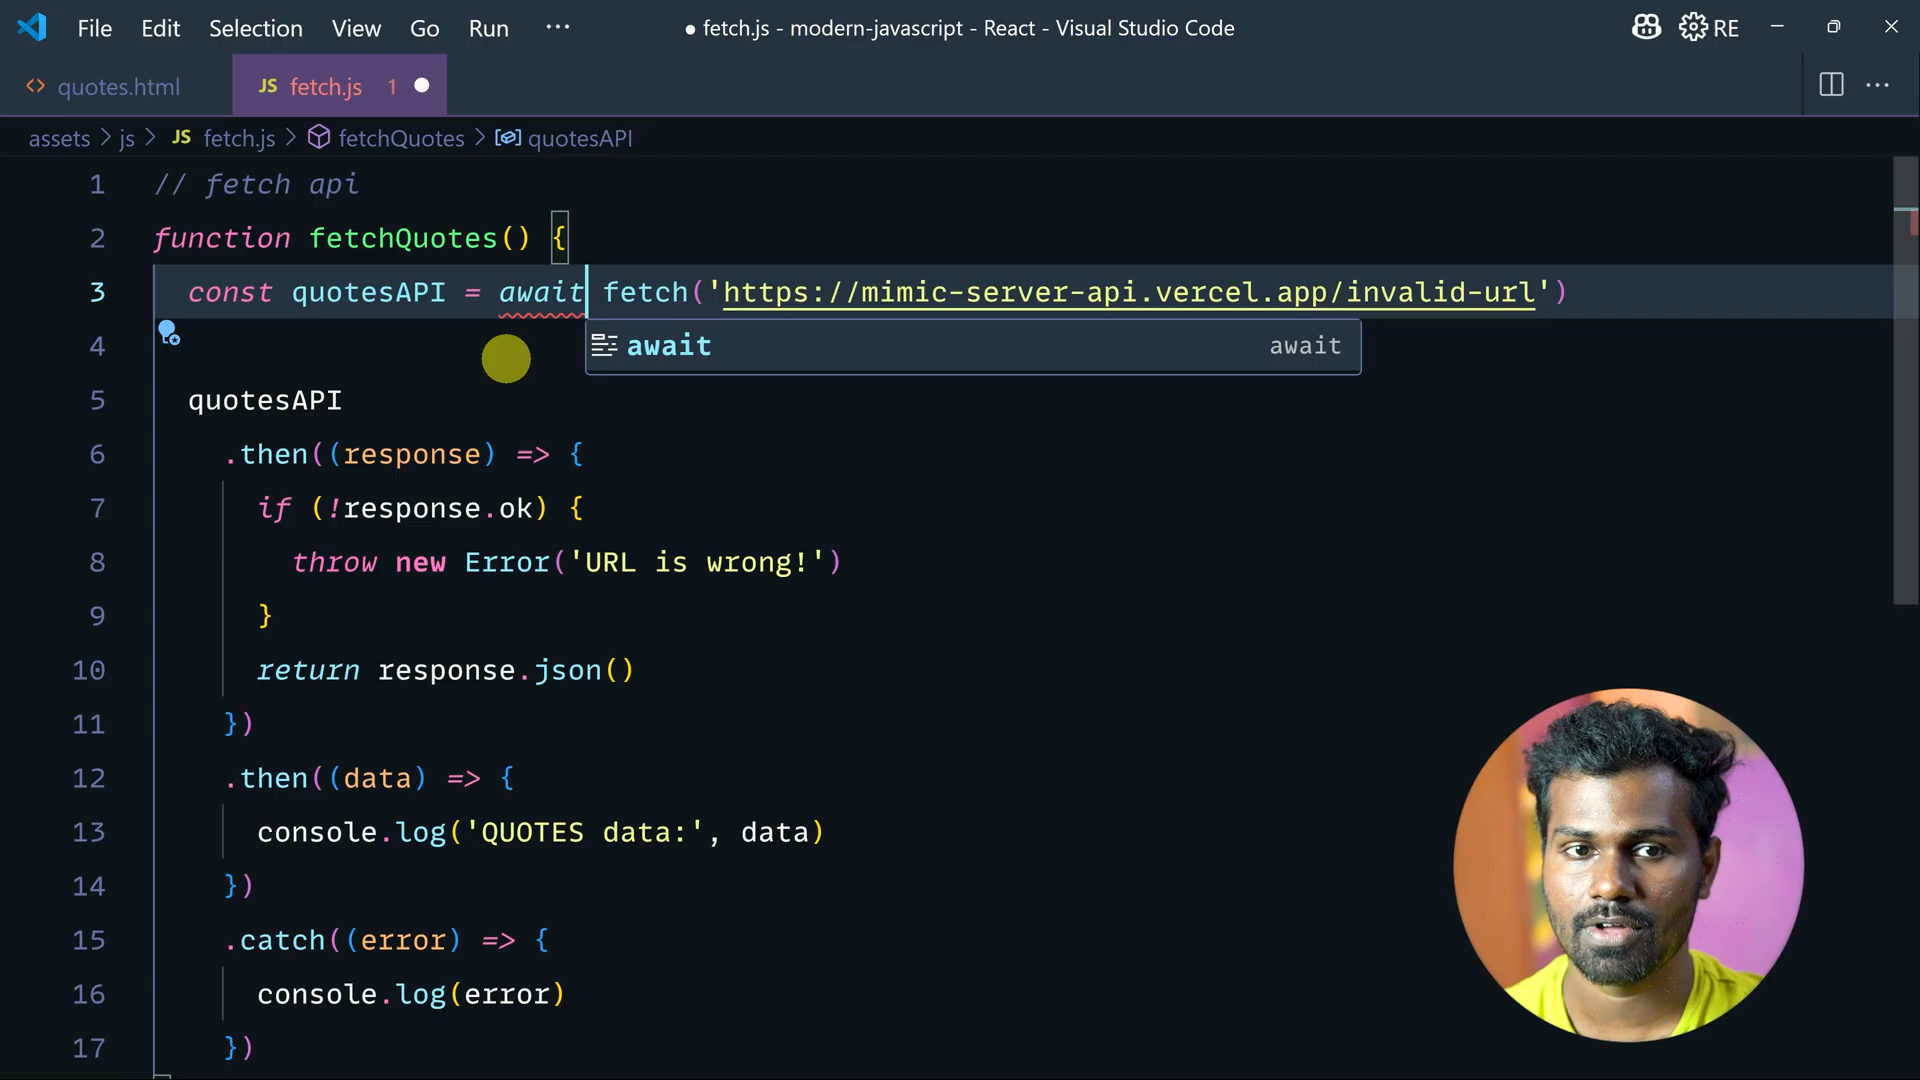 File Edit Selection View Go Run ··· ● fetch.js - modern-javascript - React - Visual Studio Code RE
<> quotes.html JS fetch.js 1 ● ···
assets > js > JS fetch.js > fetchQuotes > quotesAPI
1 // fetch api
2 function fetchQuotes() {
3 const quotesAPI = await fetch('https://mimic-server-api.vercel.app/invalid-url')
await await
4
5 quotesAPI
6 .then((response) => {
7 if (!response.ok) {
8 throw new Error('URL is wrong!')
9 }
10 return response.json()
11 })
12 .then((data) => {
13 console.log('QUOTES data:', data)
14 })
15 .catch((error) => {
16 console.log(error)
17 })